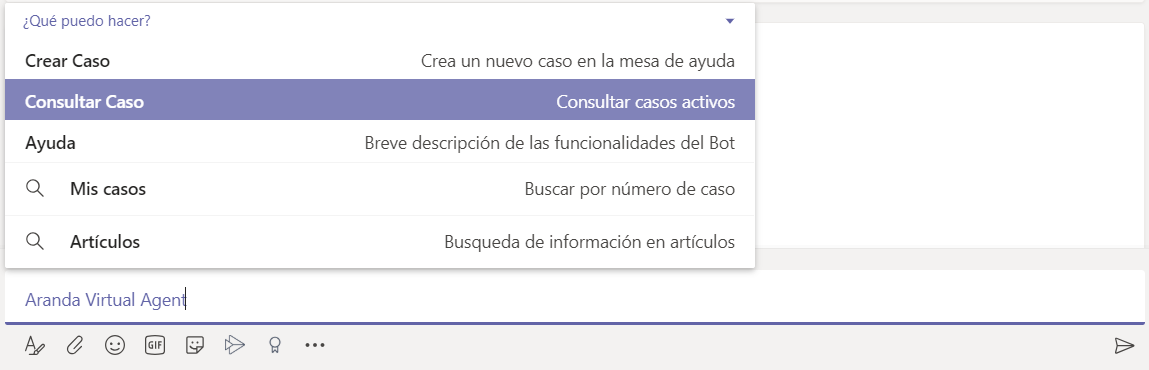 ¿Qué puedo hacer?
Crear Caso Crea un nuevo caso en la mesa de ayuda
Consultar Caso Consultar casos activos
Ayuda Breve descripción de las funcionalidades del Bot
Mis casos Buscar por número de caso
Artículos Busqueda de información en artículos
Aranda Virtual Agent
GIF